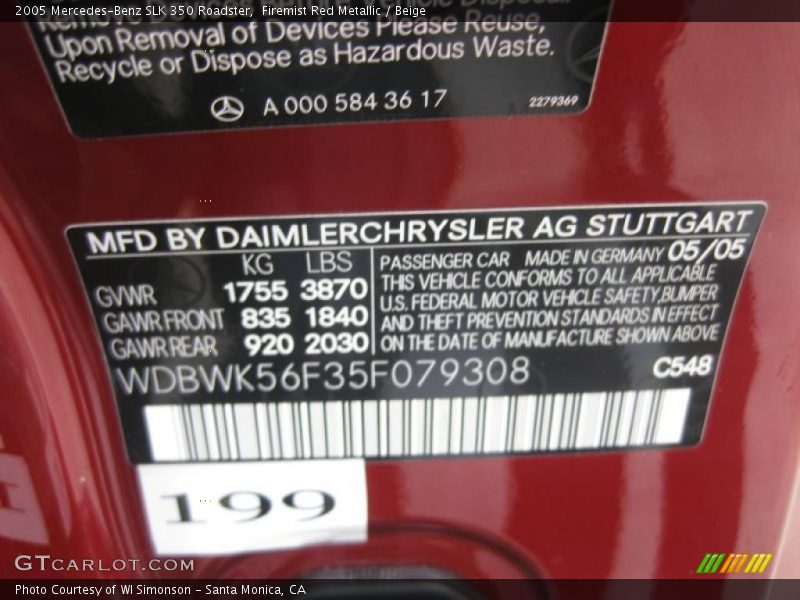 2005 Mercedes-Benz SLK 350 Roadster, Firemist Red Metallic / Beige
Upon Removal of Devices Please Reuse,
Recycle or Dispose as Hazardous Waste.
A 000 584 36 17
2279369
MFD BY DAIMLERCHRYSLER AG STUTTGART
KG LBS
GVWR 1755 3870
GAWR FRONT 835 1840
GAWR REAR 920 2030
PASSENGER CAR MADE IN GERMANY 05/05
THIS VEHICLE CONFORMS TO ALL APPLICABLE
U.S. FEDERAL MOTOR VEHICLE SAFETY,BUMPER
AND THEFT PREVENTION STANDARDS IN EFFECT
ON THE DATE OF MANUFACTURE SHOWN ABOVE
WDBWK56F35F079308 C548
199
GTcarlot.com
Photo Courtesy of WI Simonson - Santa Monica, CA